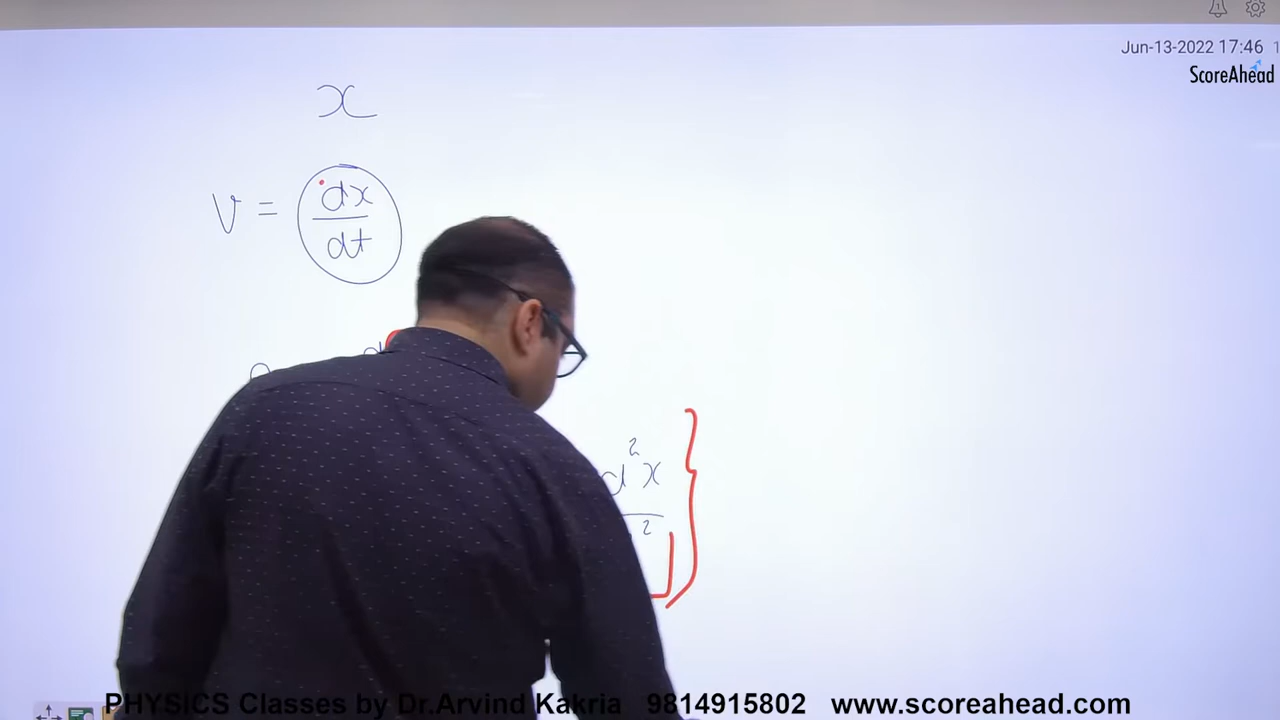 Jun-13-2022 17:46
ScoreAhead
x
V = dx/dt
d²x
2
PHYSICS Classes by Dr.Arvind Kakria 9814915802 www.scoreahead.com